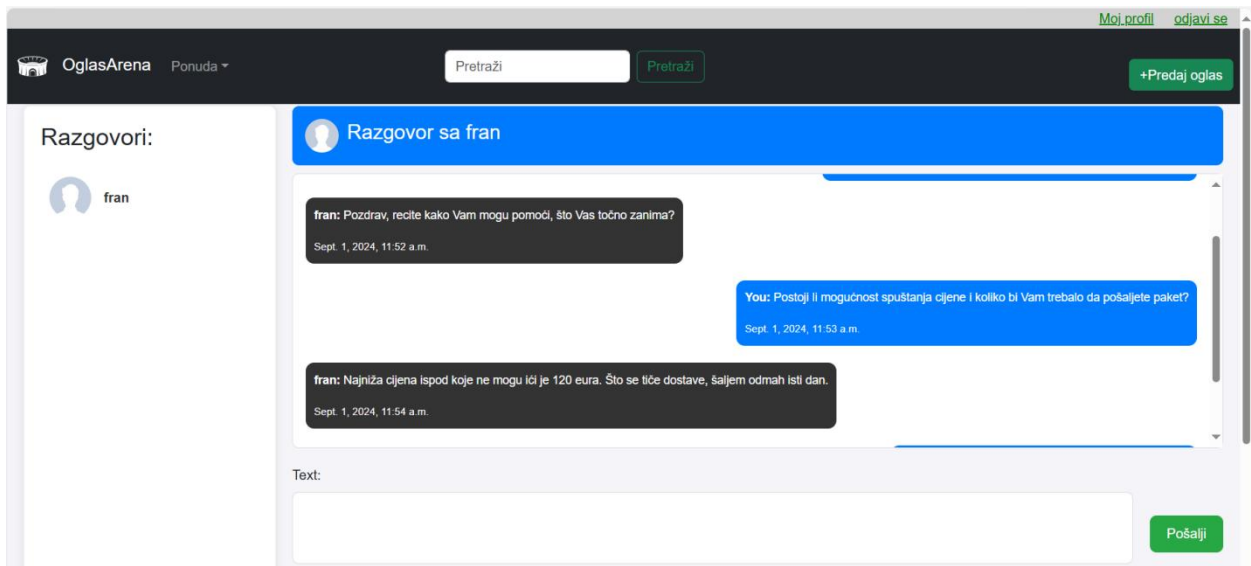 Moj profil odjavi se
OglasArena Ponuda Pretraži Pretraži +Predaj oglas
Razgovori:
fran
Razgovor sa fran
fran: Pozdrav, recite kako Vam mogu pomoći, što Vas točno zanima?
Sept. 1, 2024, 11:52 a.m.
You: Postoji li mogućnost spuštanja cijene i koliko bi Vam trebalo da pošaljete paket?
Sept. 1, 2024, 11:53 a.m.
fran: Najniža cijena ispod koje ne mogu ići je 120 eura. Što se tiče dostave, šaljem odmah isti dan.
Sept. 1, 2024, 11:54 a.m.
Text:
Pošalji